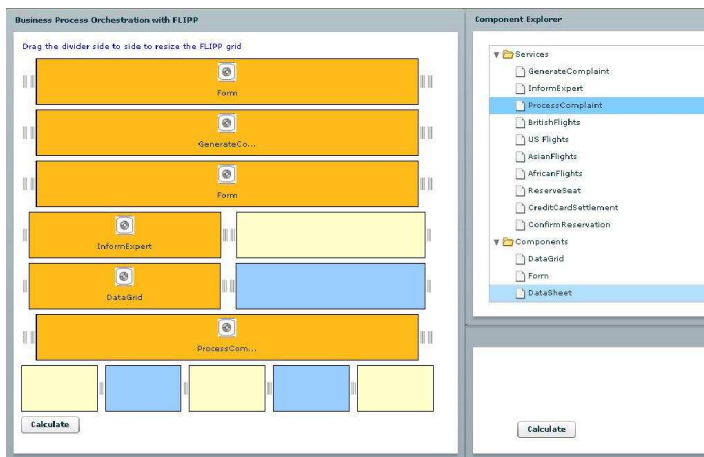 Business Process Orchestration with FLIPP
Drag the divider side to side to resize the FLIPP grid
Form
GenerateCo...
Form
InformExpert
DataGrid
ProcessCom...
Calculate
Component Explorer
Services
GenerateComplaint
InformExpert
ProcessComplaint
BritishFlights
US Flights
AsianFlights
AfricanFlights
ReserveSeat
CreditCardSettlement
ConfirmReservation
Components
DataGrid
Form
DataSheet
Calculate